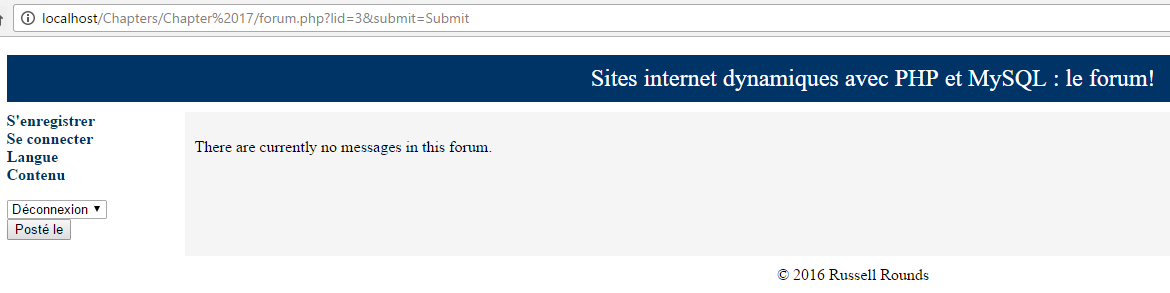 localhost/Chapters/Chapter%2017/forum.php?lid=3&submit=Submit
Sites internet dynamiques avec PHP et MySQL : le forum!
S'enregistrer
Se connecter
Langue
Contenu
Déconnexion
Posté le
There are currently no messages in this forum.
© 2016 Russell Rounds